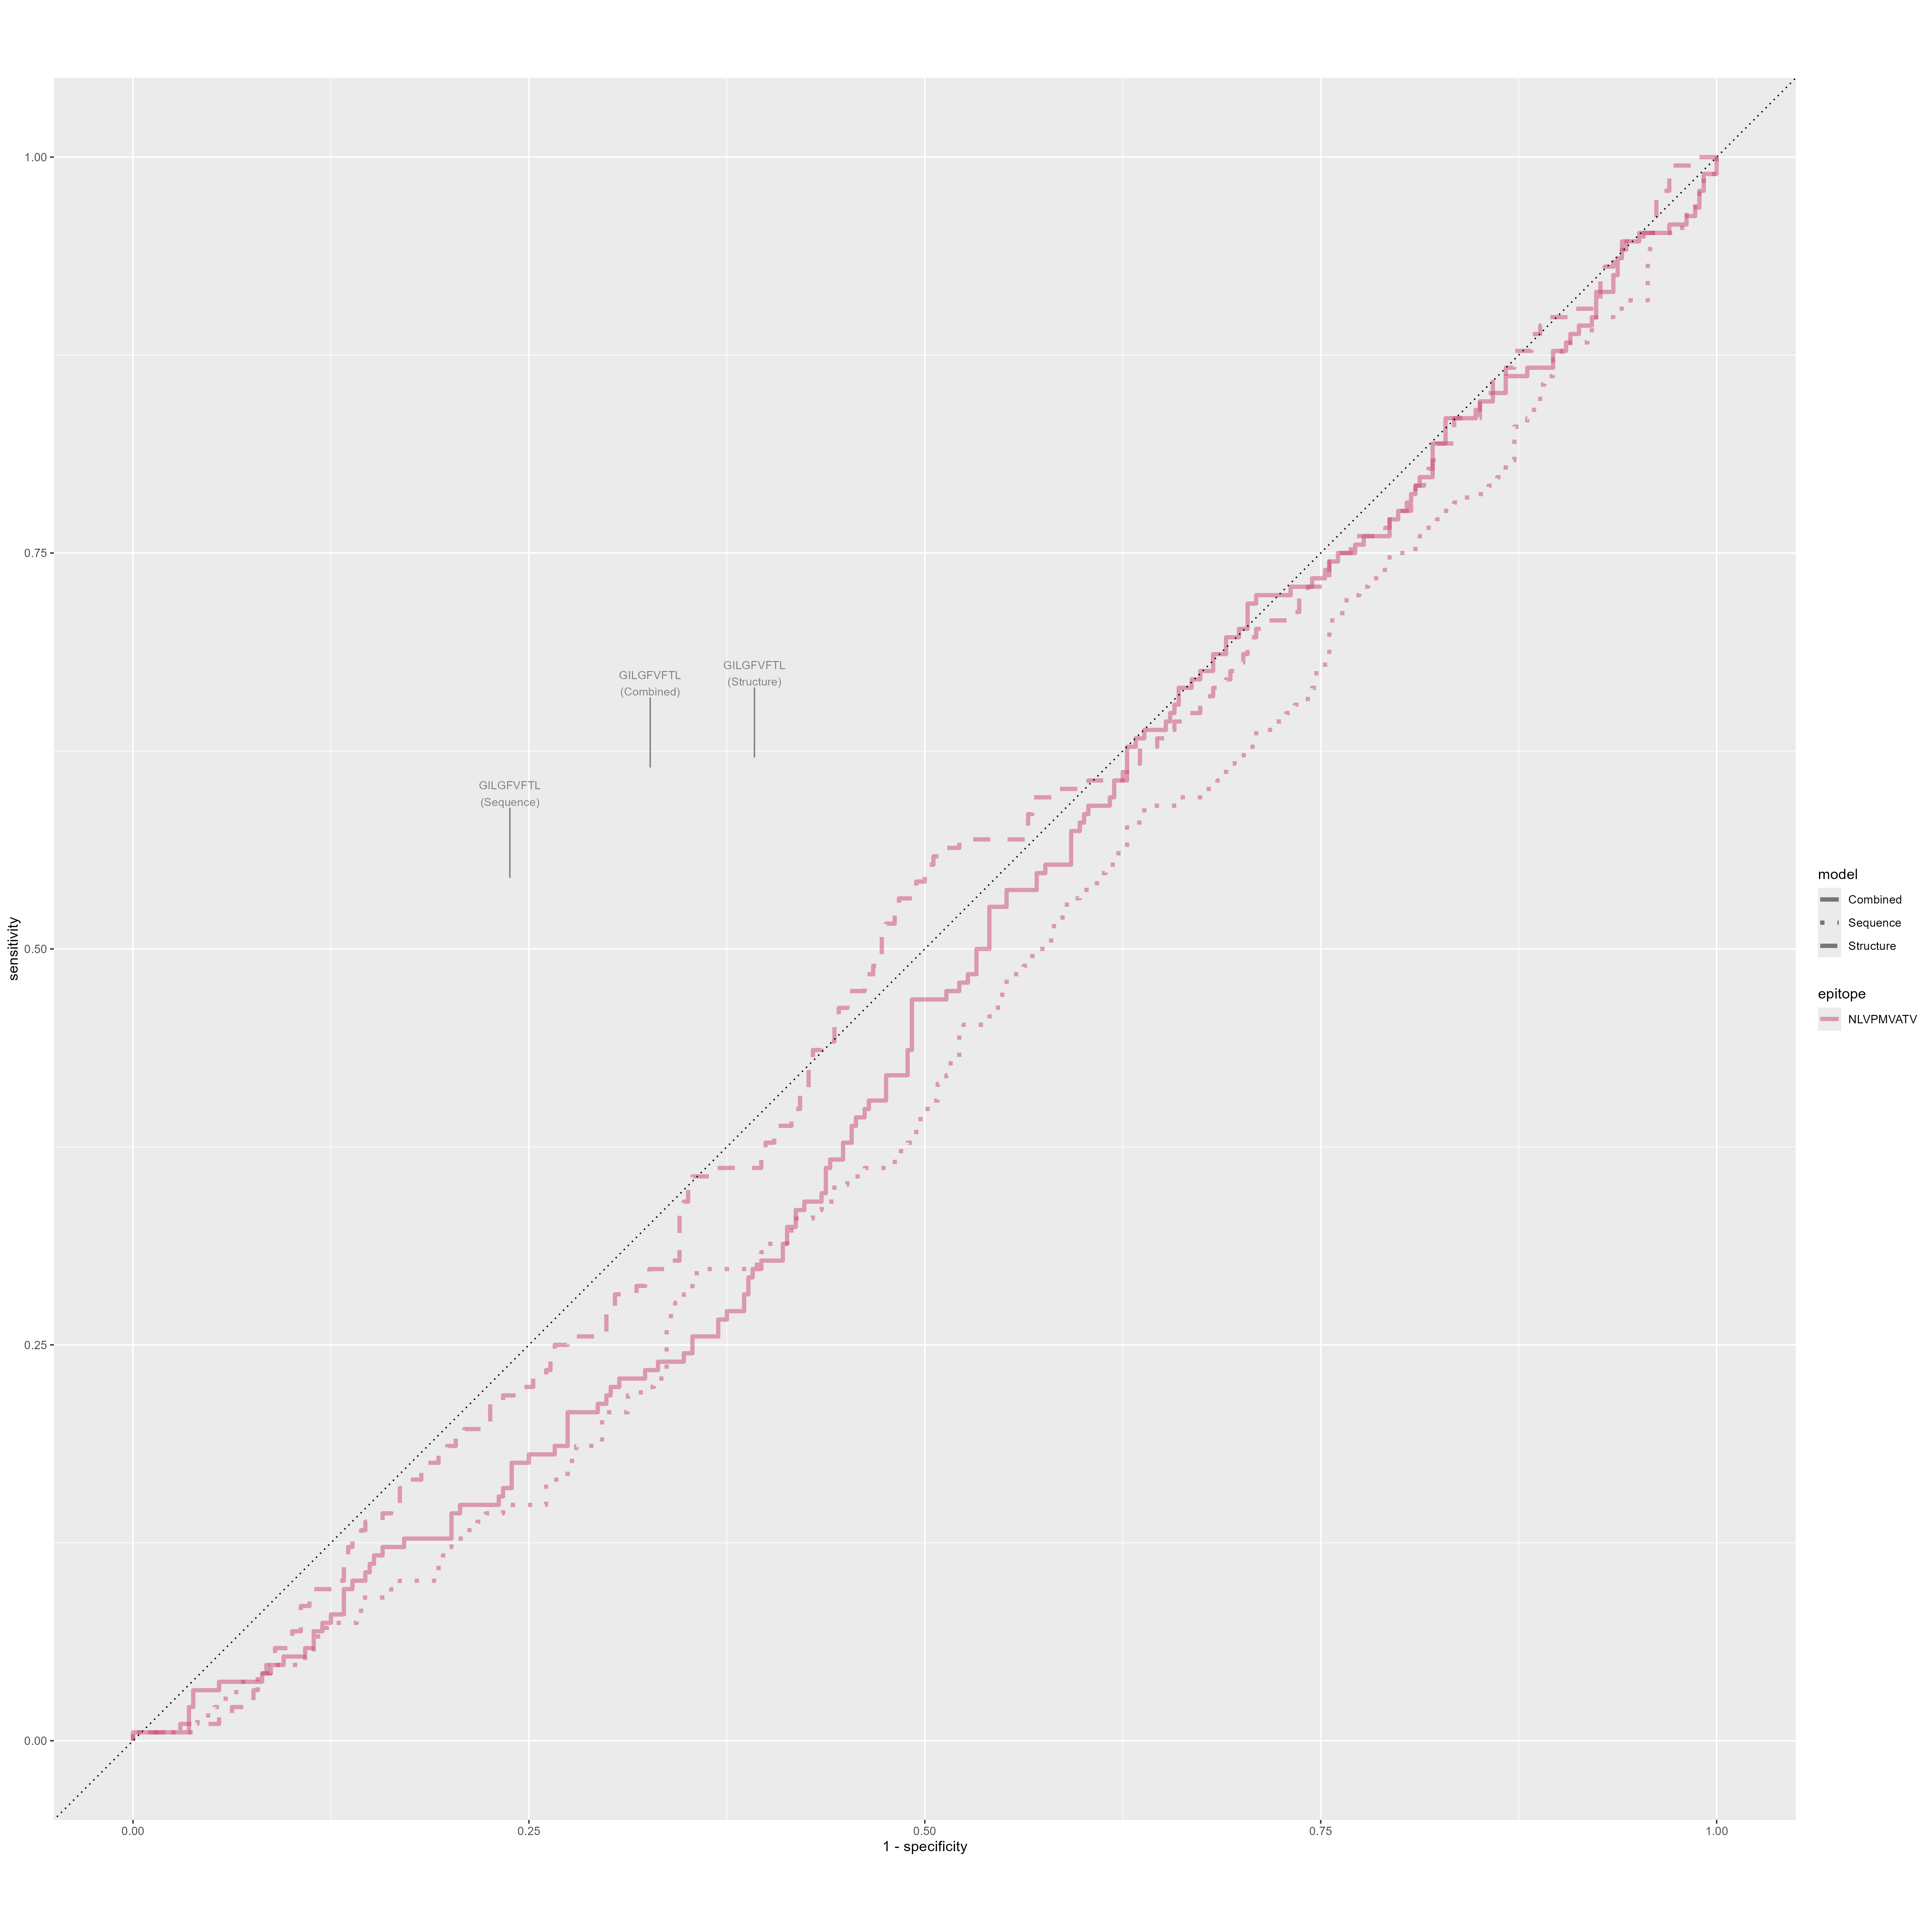 1.00
0.75
0.50
0.25
0.00
sensitivity
GILGFVFTL
(Combined)
GILGFVFTL
(Structure)
GILGFVFTL
(Sequence)
0.00
0.25
0.50
0.75
1.00
1 - specificity
model
Combined
Sequence
Structure
epitope
NLVPMVATV